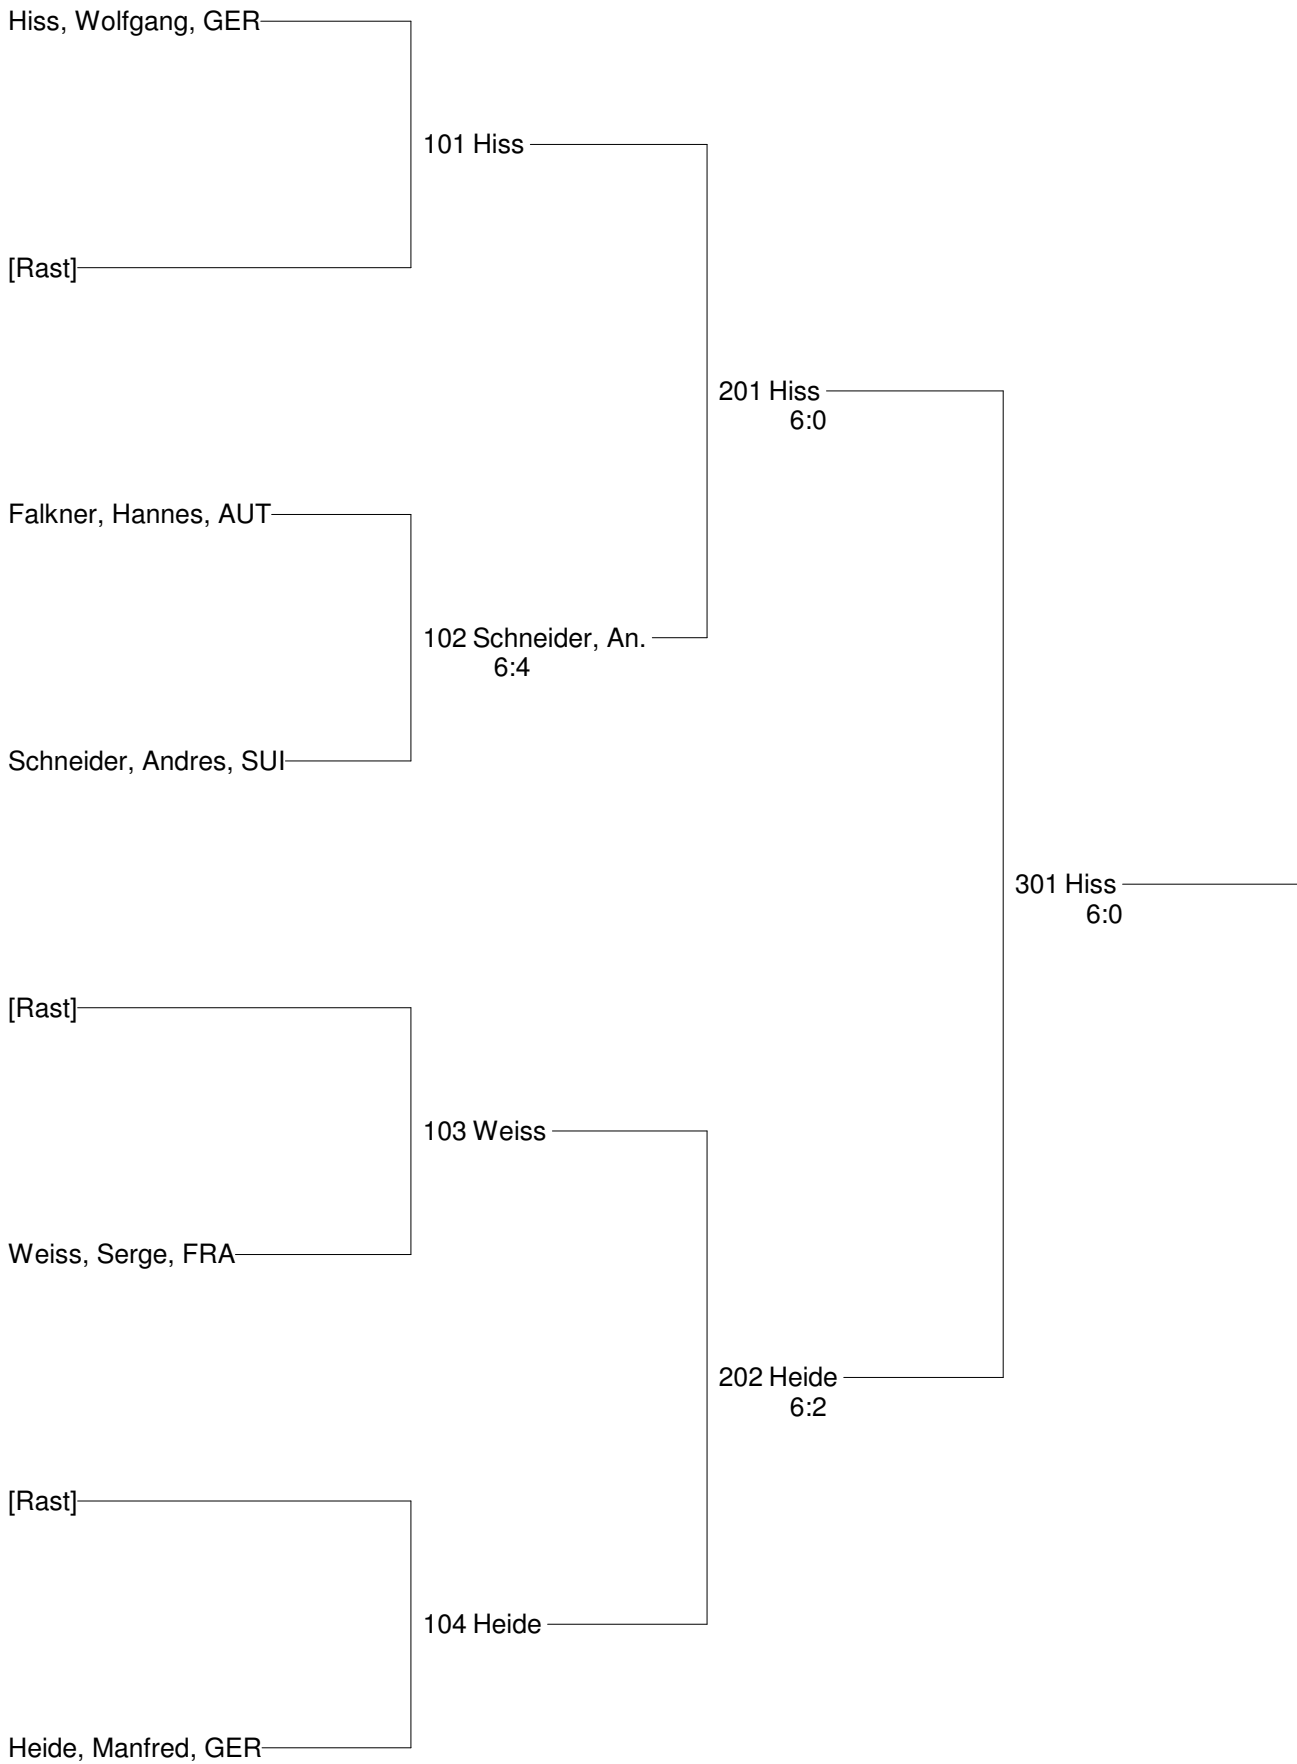 Hiss, Wolfgang, GER
101 Hiss
[Rast]
201 Hiss
6:0
Falkner, Hannes, AUT
102 Schneider, An.
6:4
Schneider, Andres, SUI
301 Hiss
6:0
[Rast]
103 Weiss
Weiss, Serge, FRA
202 Heide
6:2
[Rast]
104 Heide
Heide, Manfred, GER